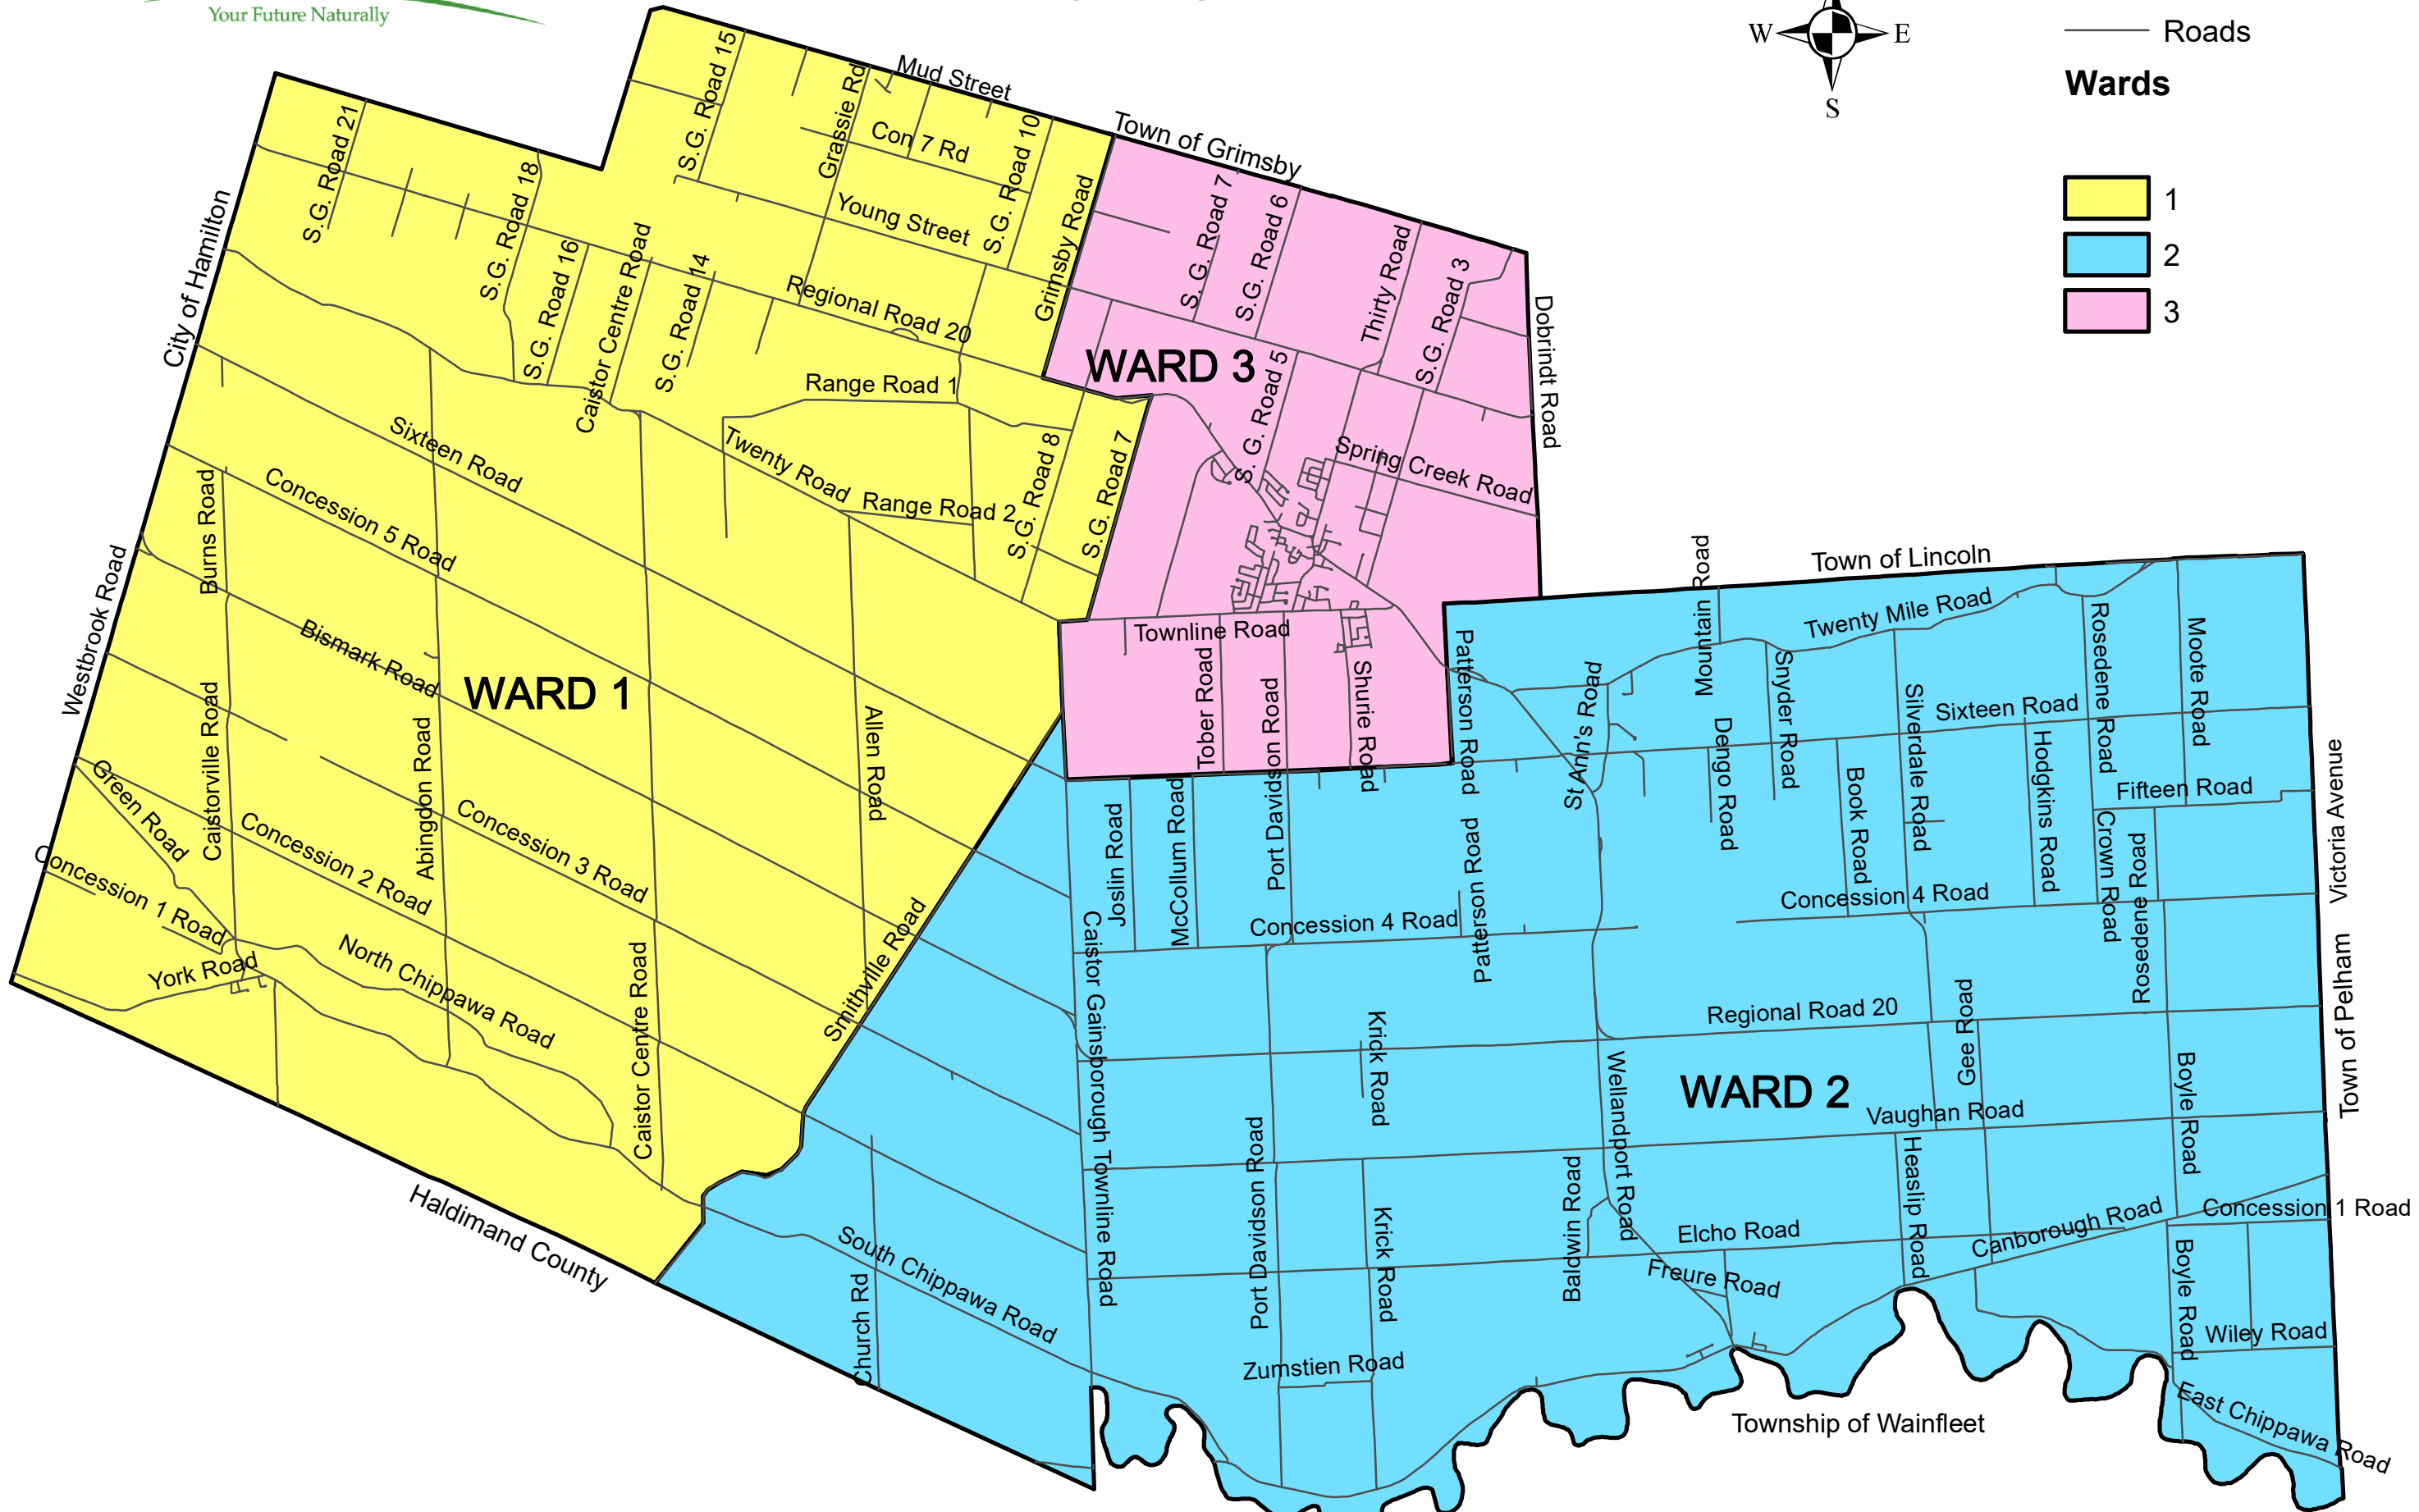 Your Future Naturally
W
E
S
Roads
Wards
1
2
3
Mud Street
Town of Grimsby
S.G. Road 15
Grassie Rd
Con 7 Rd
S.G. Road 10
S.G. Road 21
S.G. Road 18
Young Street
Grimsby Road
S. G. Road 7
S.G. Road 6
Thirty Road
S.G. Road 3
City of Hamilton
S.G. Road 16
Caistor Centre Road
S.G. Road 14
Regional Road 20
Dobrindt Road
WARD 3
Range Road 1
S. G. Road 5
Sixteen Road
Twenty Road
S.G. Road 8
S.G. Road 7
Spring Creek Road
Burns Road
Concession 5 Road
Range Road 2
Westbrook Road
Mountain Road
Town of Lincoln
Bismark Road
WARD 1
Townline Road
Twenty Mile Road
Rosedene Road
Moote Road
Caistorville Road
Abingdon Road
Allen Road
Tober Road
Port Davidson Road
Shurie Road
Patterson Road
St Ann's Road
Snyder Road
Dengo Road
Silverdale Road
Sixteen Road
Hodgkins Road
Book Road
Fifteen Road
Victoria Avenue
Green Road
Concession 2 Road
Concession 3 Road
Joslin Road
McCollum Road
Port Davidson Road
Patterson Road
Concession 4 Road
Concession 4 Road
Crown Road
Rosedene Road
Concession 1 Road
York Road
North Chippawa Road
Caistor Centre Road
Smithville Road
Caistor Gainsborough Townline Road
Krick Road
Regional Road 20
Gee Road
Town of Pelham
Wellandport Road
WARD 2
Vaughan Road
Boyle Road
Haldimand County
Port Davidson Road
Krick Road
Baldwin Road
Elcho Road
Heaslip Road
Canborough Road
Concession 1 Road
South Chippawa Road
Church Rd
Freure Road
Boyle Road
Wiley Road
Zumstien Road
Township of Wainfleet
East Chippawa Road